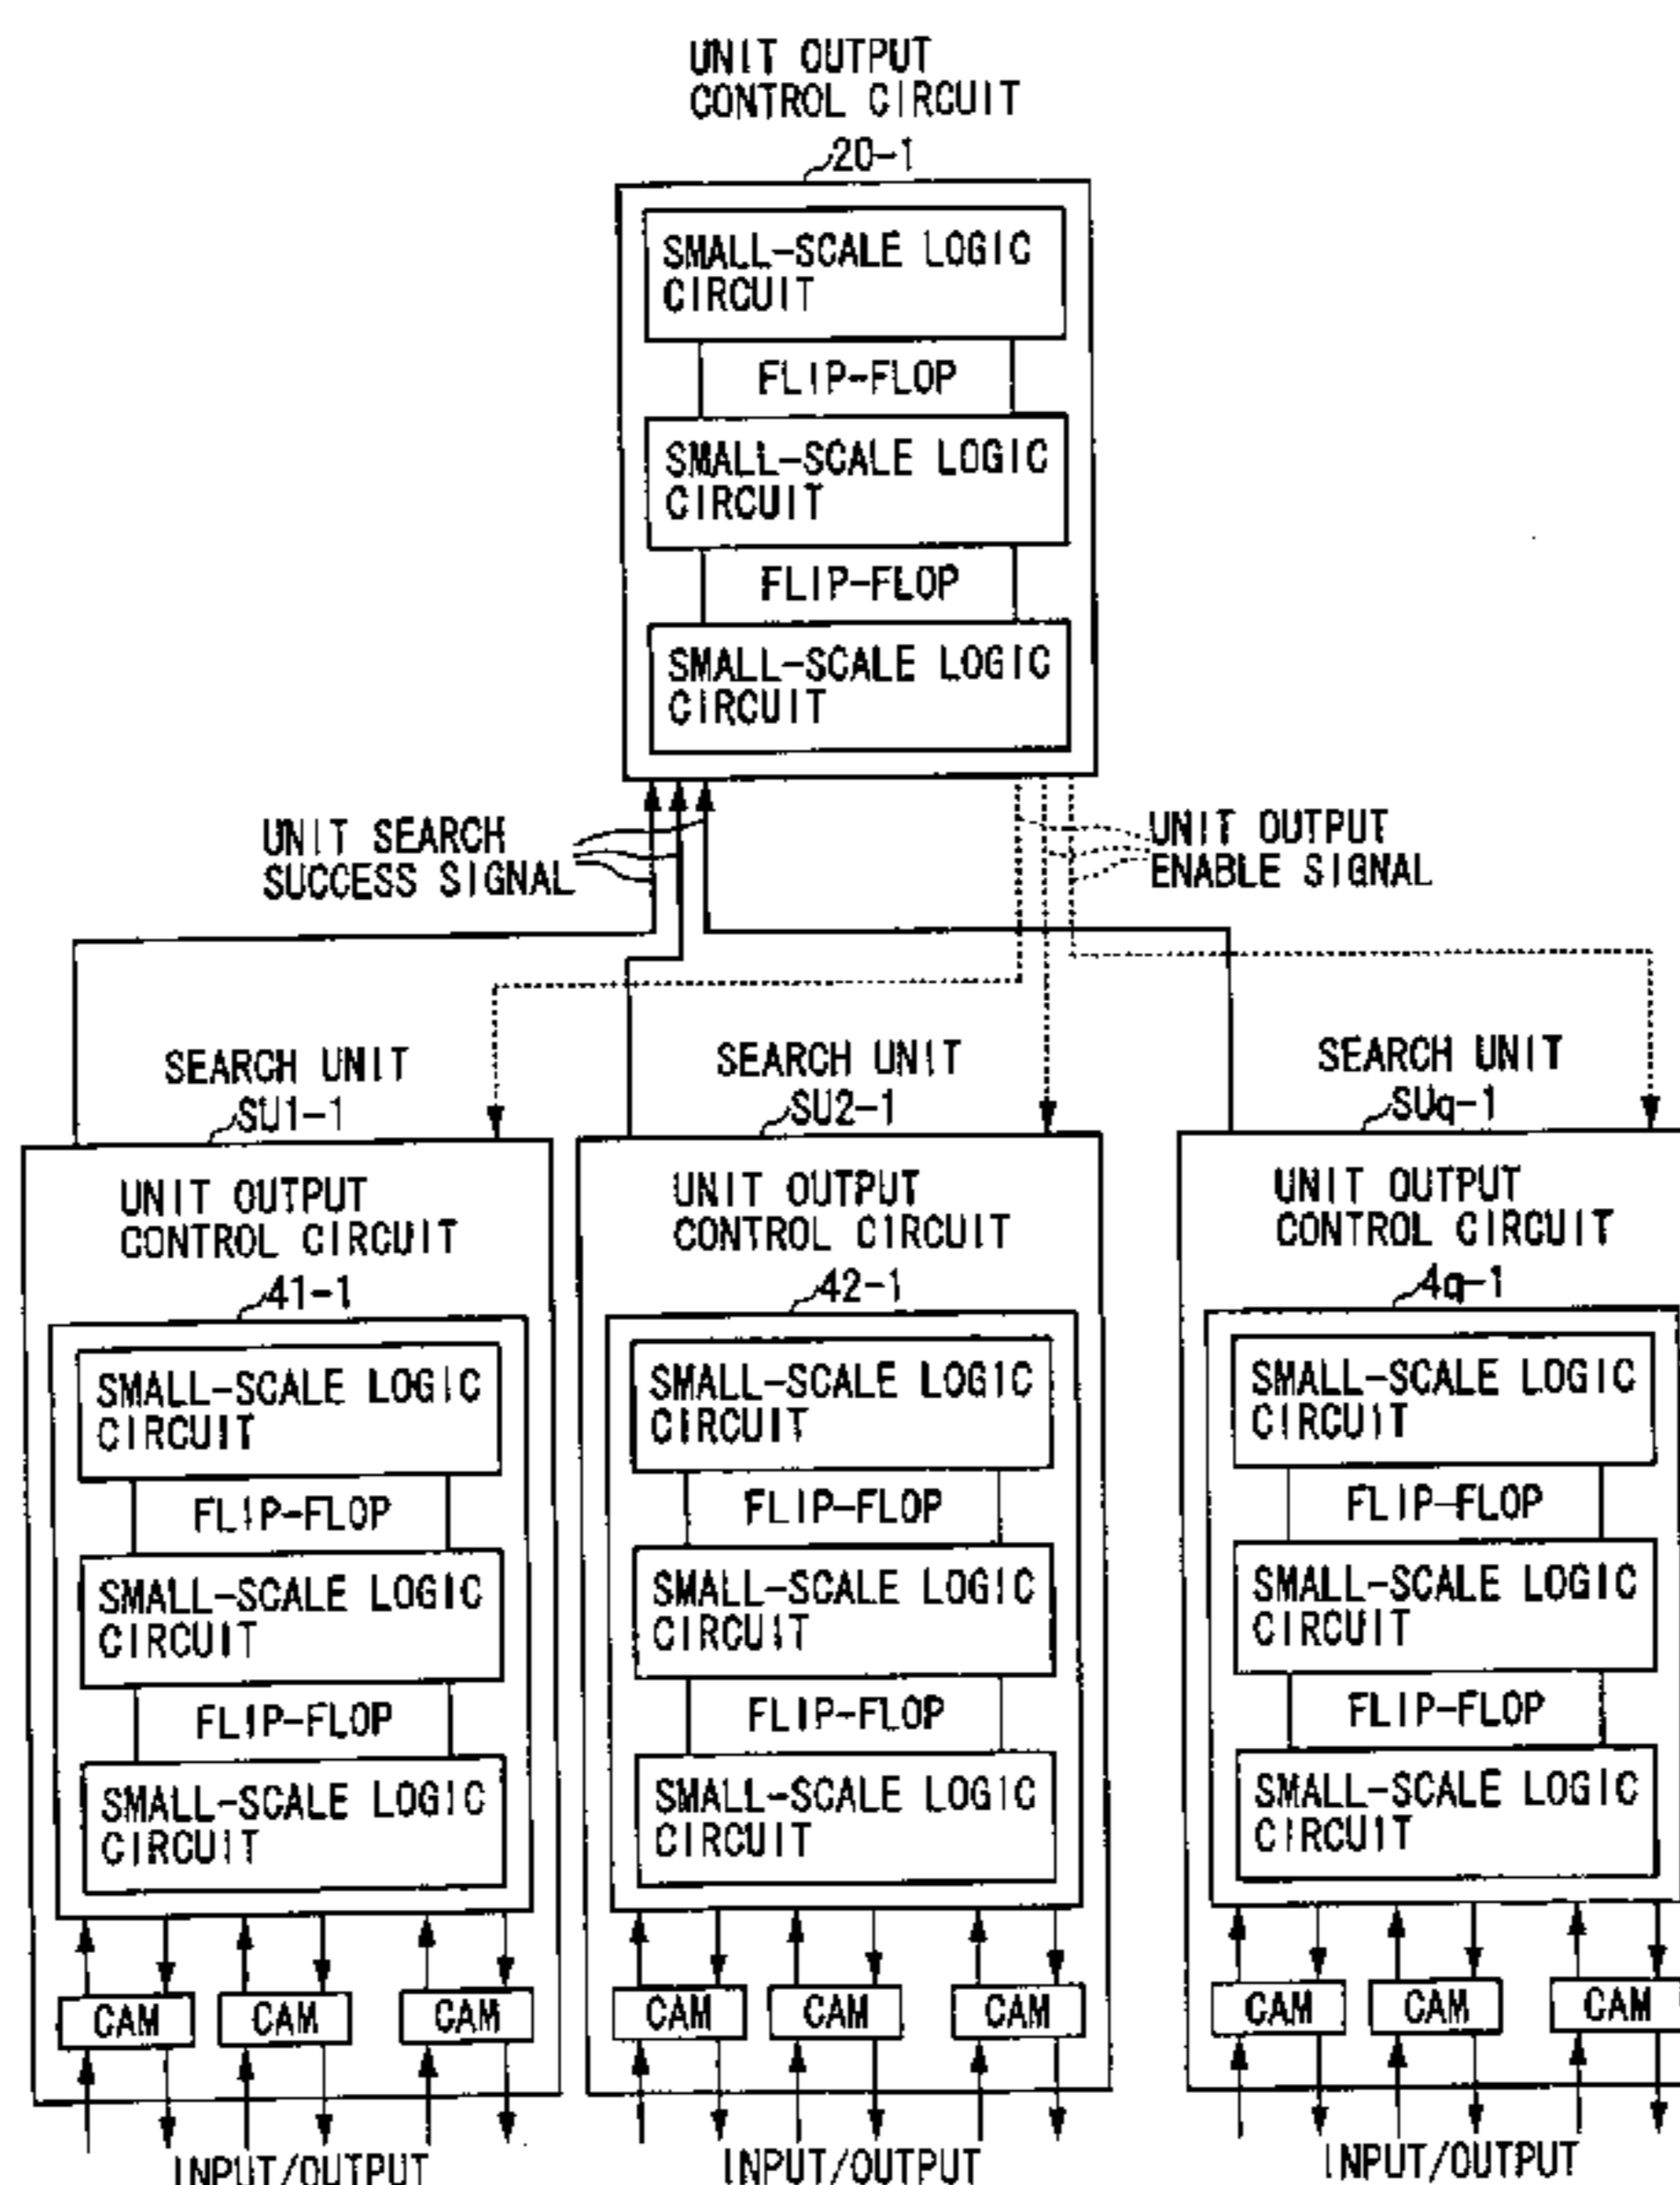 UNIT OUTPUT
CONTROL CIRCUIT
20-1
SMALL-SCALE LOGIC
CIRCUIT
FLIP-FLOP
SMALL-SCALE LOGIC
CIRCUIT
FLIP-FLOP
SMALL-SCALE LOGIC
CIRCUIT
UNIT SEARCH
SUCCESS SIGNAL
UNIT OUTPUT
ENABLE SIGNAL
SEARCH UNIT
SU1-1
SEARCH UNIT
SU2-1
SEARCH UNIT
SUq-1
UNIT OUTPUT
CONTROL CIRCUIT
41-1
SMALL-SCALE LOGIC
CIRCUIT
FLIP-FLOP
SMALL-SCALE LOGIC
CIRCUIT
FLIP-FLOP
SMALL-SCALE LOGIC
CIRCUIT
CAM CAM CAM
INPUT/OUTPUT
UNIT OUTPUT
CONTROL CIRCUIT
42-1
SMALL-SCALE LOGIC
CIRCUIT
FLIP-FLOP
SMALL-SCALE LOGIC
CIRCUIT
FLIP-FLOP
SMALL-SCALE LOGIC
CIRCUIT
CAM CAM CAM
INPUT/OUTPUT
UNIT OUTPUT
CONTROL CIRCUIT
4q-1
SMALL-SCALE LOGIC
CIRCUIT
FLIP-FLOP
SMALL-SCALE LOGIC
CIRCUIT
FLIP-FLOP
SMALL-SCALE LOGIC
CIRCUIT
CAM CAM CAM
INPUT/OUTPUT